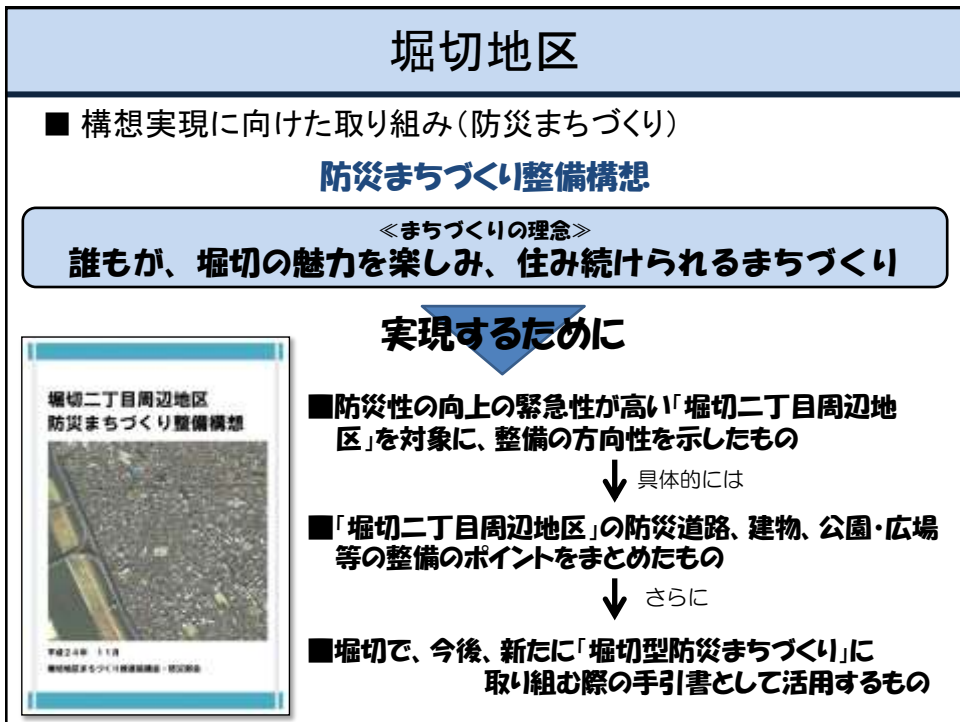 堀切地区
■ 構想実現に向けた取り組み(防災まちづくり)
防災まちづくり整備構想
≪まちづくりの理念≫
誰もが、堀切の魅力を楽しみ、住み続けられるまちづくり
実現するために
堀切二丁目周辺地区
防災まちづくり整備構想
平成24年 11月
■防災性の向上の緊急性が高い「堀切二丁目周辺地
区」を対象に、整備の方向性を示したもの
具体的には
■「堀切二丁目周辺地区」の防災道路、建物、公園・広場
等の整備のポイントをまとめたもの
さらに
■堀切で、今後、新たに「堀切型防災まちづくり」に
取り組む際の手引書として活用するもの